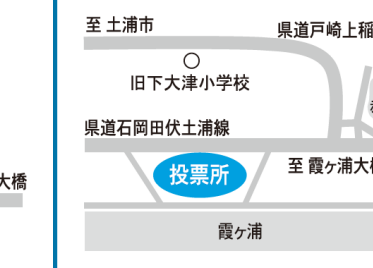 至 土浦市
県道戸崎上稲
旧下大津小学校
県道石岡田伏土浦線
投票所
至 霞ヶ浦大
大橋
霞ヶ浦